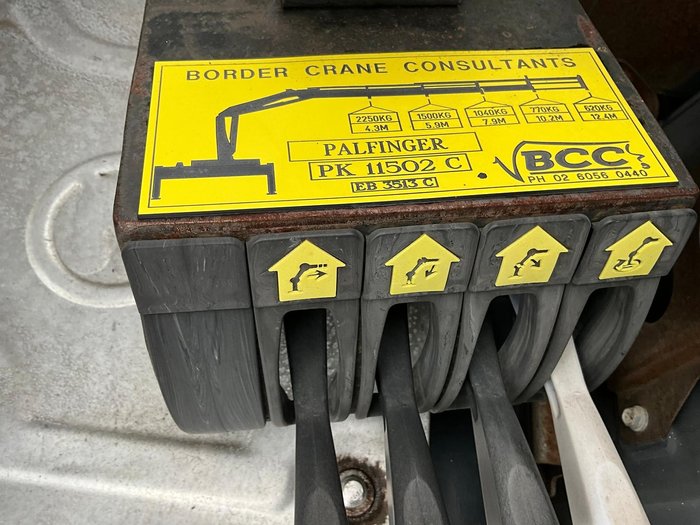 BORDER CRANE CONSULTANTS
2250KG 1500KG 1040KG 770KG 620KG
4.3M 5.9M 7.9M 10.2M 12.4M
PALFINGER
PK 11502 C
EB 3513 C
BCC
PH 02 6056 0440